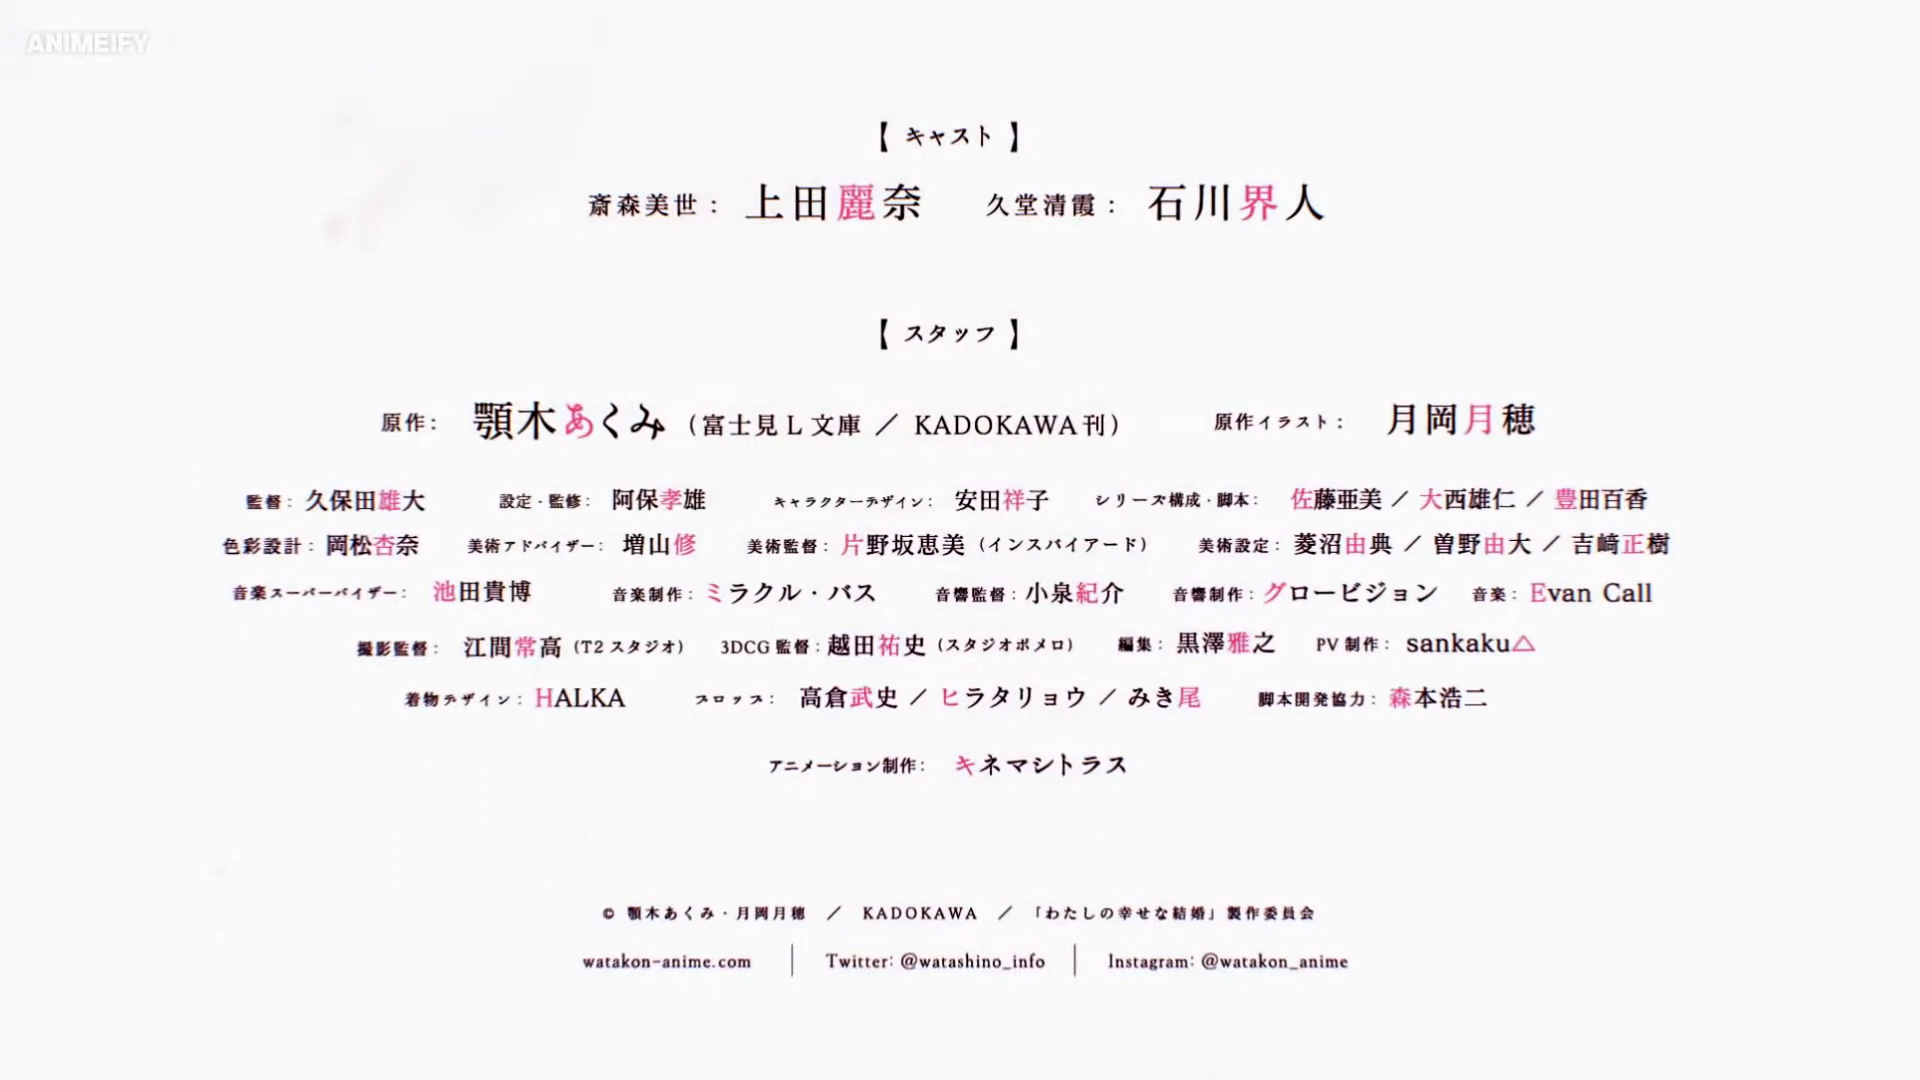 ANIMEIFY
【 キャスト 】
斎森美世： 上田麗奈 久堂清霞： 石川界人
【 スタッフ 】
原作： 顎木あくみ（富士見L文庫 ／ KADOKAWA刊） 原作イラスト： 月岡月穂
監督： 久保田雄大 設定・監修： 阿保孝雄 キャラクターデザイン： 安田祥子 シリーズ構成・脚本： 佐藤亜美 ／ 大西雄仁 ／ 豊田百香
色彩設計： 岡松杏奈 美術アドバイザー： 増山修 美術監督： 片野坂恵美（インスパイアード） 美術設定： 菱沼由典 ／ 曽野由大 ／ 吉﨑正樹
音楽スーパーバイザー： 池田貴博 音楽制作： ミラクル・バス 音響監督： 小泉紀介 音響制作： グロービジョン 音楽： Evan Call
撮影監督： 江間常高（T2スタジオ） 3DCG監督： 越田祐史（スタジオポメロ） 編集： 黒澤雅之 PV制作： sankaku△
着物デザイン： HALKA プロップ： 高倉武史 ／ ヒラタリョウ ／ みき尾 脚本開発協力： 森本浩二
アニメーション制作： キネマシトラス
© 顎木あくみ・月岡月穂 ／ KADOKAWA ／ 「わたしの幸せな結婚」製作委員会
watakon-anime.com | Twitter: @watashino_info | Instagram: @watakon_anime